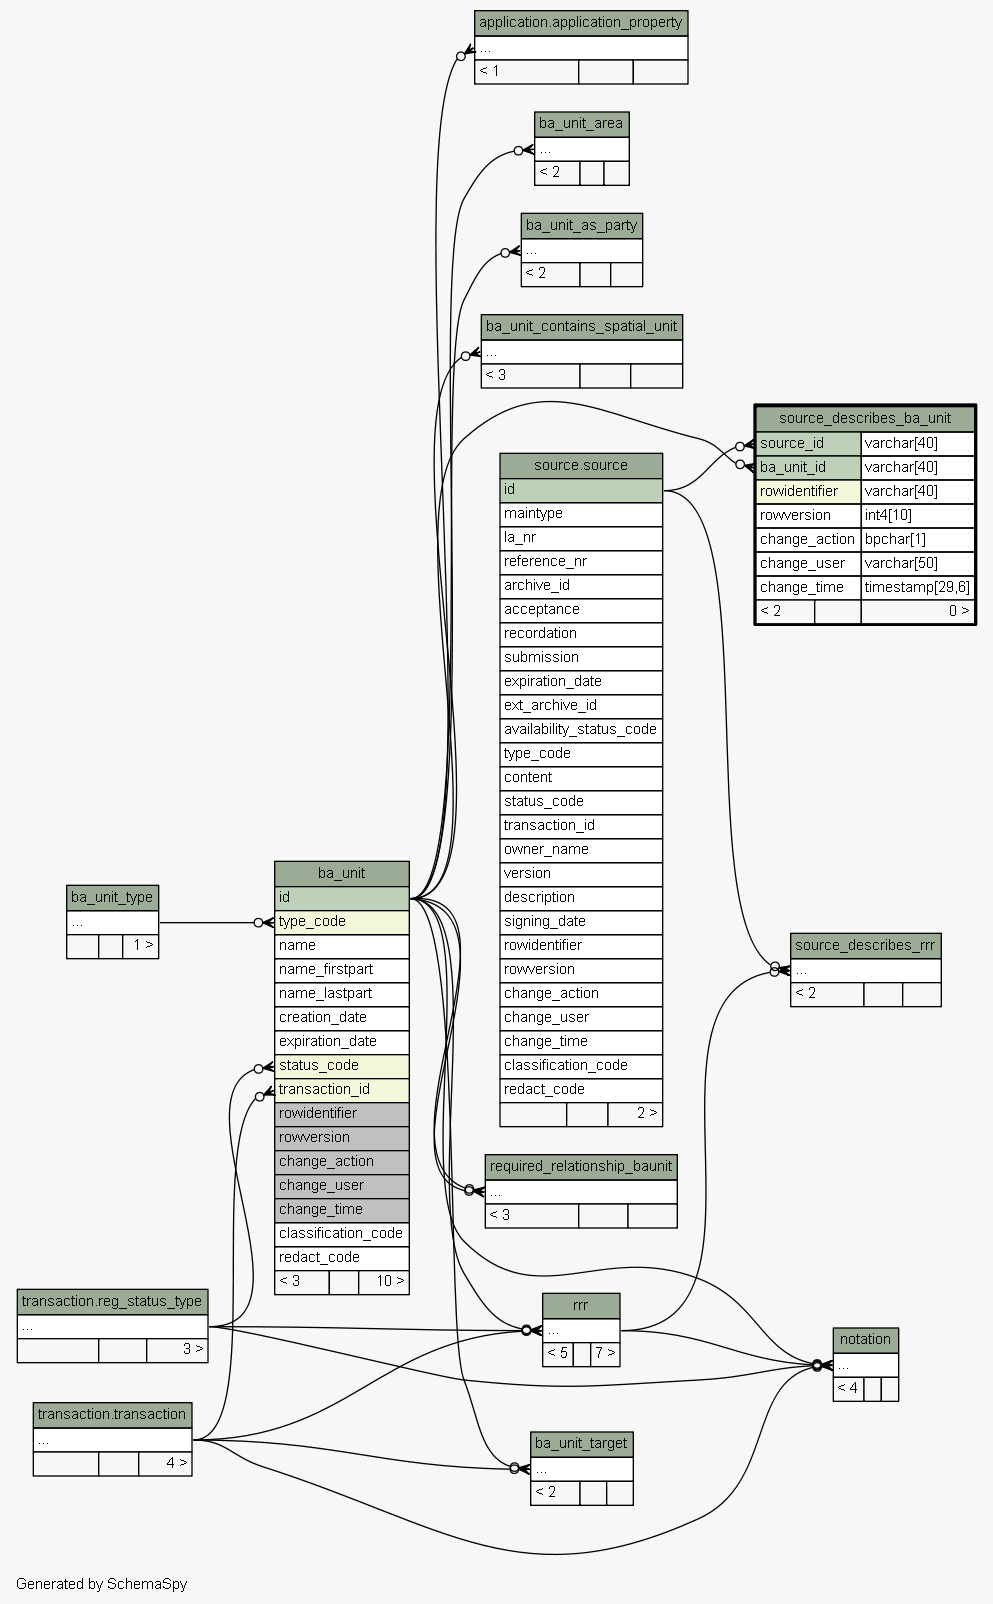 application.application_property
...
< 1
ba_unit_area
...
< 2
ba_unit_as_party
...
< 2
ba_unit_contains_spatial_unit
...
< 3
source_describes_ba_unit
source_id varchar[40]
ba_unit_id varchar[40]
rowidentifier varchar[40]
rowversion int4[10]
change_action bpchar[1]
change_user varchar[50]
change_time timestamp[29,6]
< 2 0 >
source.source
id
maintype
la_nr
reference_nr
archive_id
acceptance
recordation
submission
expiration_date
ext_archive_id
availability_status_code
type_code
content
status_code
transaction_id
owner_name
version
description
signing_date
rowidentifier
rowversion
change_action
change_user
change_time
classification_code
redact_code
2 >
ba_unit_type
...
1 >
ba_unit
id
type_code
name
name_firstpart
name_lastpart
creation_date
expiration_date
status_code
transaction_id
rowidentifier
rowversion
change_action
change_user
change_time
classification_code
redact_code
< 3 10 >
source_describes_rrr
...
< 2
required_relationship_baunit
...
< 3
transaction.reg_status_type
...
3 >
rrr
...
< 5 7 >
notation
...
< 4
transaction.transaction
...
4 >
ba_unit_target
...
< 2
Generated by SchemaSpy